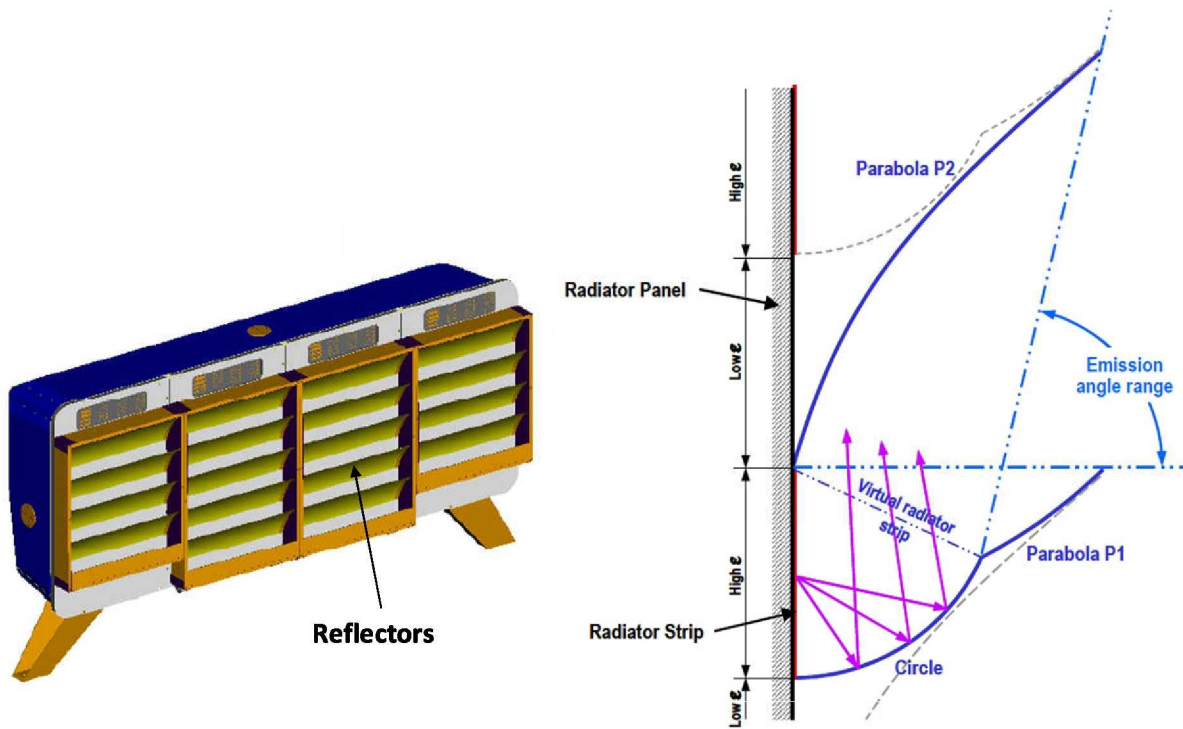 Reflectors
Parabola P2
High ε
Radiator Panel
Low ε
Emission
angle range
Virtual radiator
strip
Parabola P1
High ε
Radiator Strip
Circle
Low ε